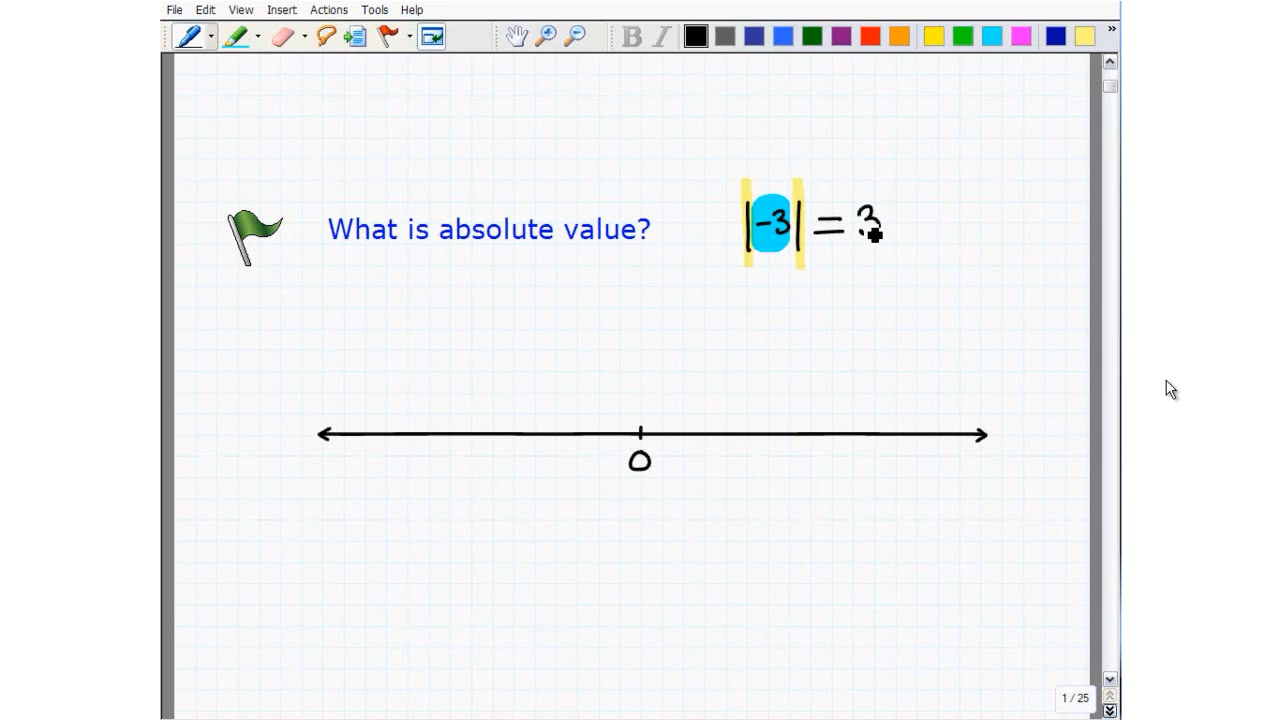 File Edit View Insert Actions Tools Help
B I »
What is absolute value? |-3| = 3
0
1 / 25